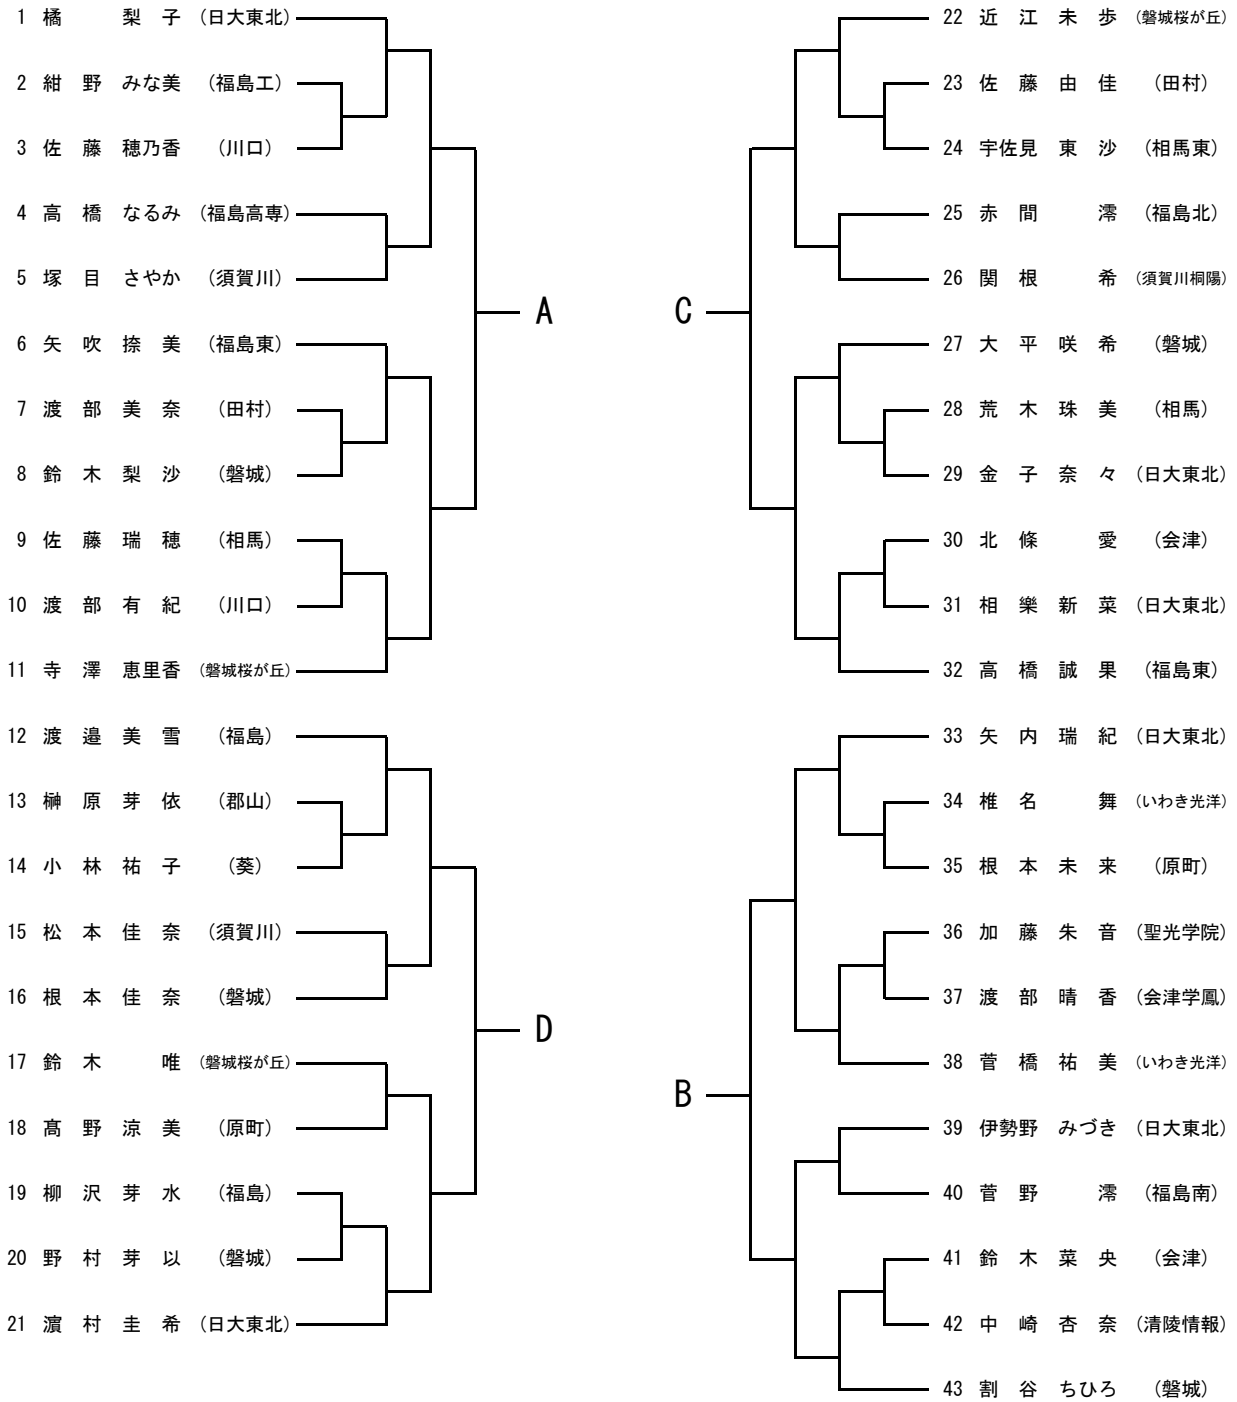 1 橘 梨子 (日大東北)
2 紺野 みな美 (福島工)
3 佐藤 穂乃香 (川口)
4 高橋 なるみ (福島高専)
5 塚目 さやか (須賀川)
A
6 矢吹 捺美 (福島東)
7 渡部 美奈 (田村)
8 鈴木 梨沙 (磐城)
9 佐藤 瑞穂 (相馬)
10 渡部 有紀 (川口)
11 寺澤 恵里香 (磐城桜が丘)
12 渡邉 美雪 (福島)
13 榊原 芽依 (郡山)
14 小林 祐子 (葵)
15 松本 佳奈 (須賀川)
16 根本 佳奈 (磐城)
D
17 鈴木 唯 (磐城桜が丘)
18 髙野 涼美 (原町)
19 柳沢 芽水 (福島)
20 野村 芽以 (磐城)
21 濵村 圭希 (日大東北)
22 近江 未歩 (磐城桜が丘)
23 佐藤 由佳 (田村)
24 宇佐見 東沙 (相馬東)
25 赤間 澪 (福島北)
26 関根 希 (須賀川桐陽)
C
27 大平 咲希 (磐城)
28 荒木 珠美 (相馬)
29 金子 奈々 (日大東北)
30 北條 愛 (会津)
31 相樂 新菜 (日大東北)
32 高橋 誠果 (福島東)
33 矢内 瑞紀 (日大東北)
34 椎名 舞 (いわき光洋)
35 根本 未来 (原町)
36 加藤 朱音 (聖光学院)
37 渡部 晴香 (会津学鳳)
38 菅橋 祐美 (いわき光洋)
B
39 伊勢野 みづき (日大東北)
40 菅野 澪 (福島南)
41 鈴木 菜央 (会津)
42 中崎 杏奈 (清陵情報)
43 割谷 ちひろ (磐城)